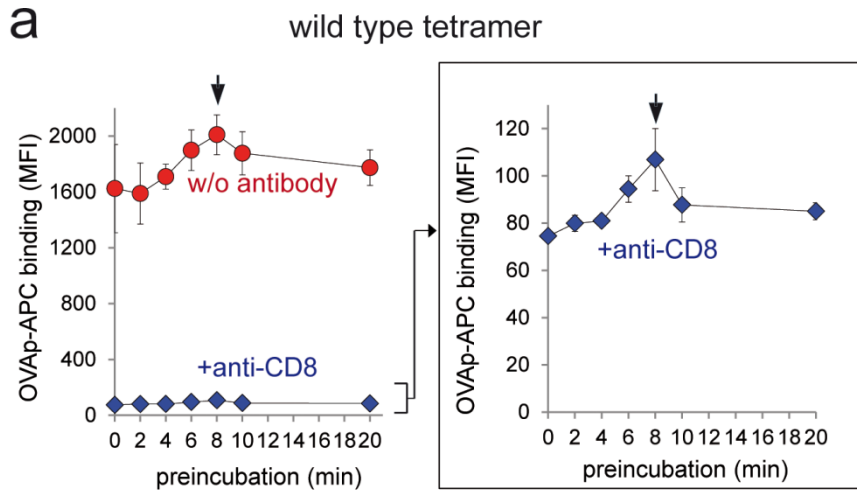 a
wild type tetramer
OVAp-APC binding (MFI)
2000
1600
1200
800
400
0
w/o antibody
+anti-CD8
0 2 4 6 8 10 12 14 16 18 20
preincubation (min)
OVAp-APC binding (MFI)
120
100
80
60
40
20
0
+anti-CD8
0 2 4 6 8 10 12 14 16 18 20
preincubation (min)